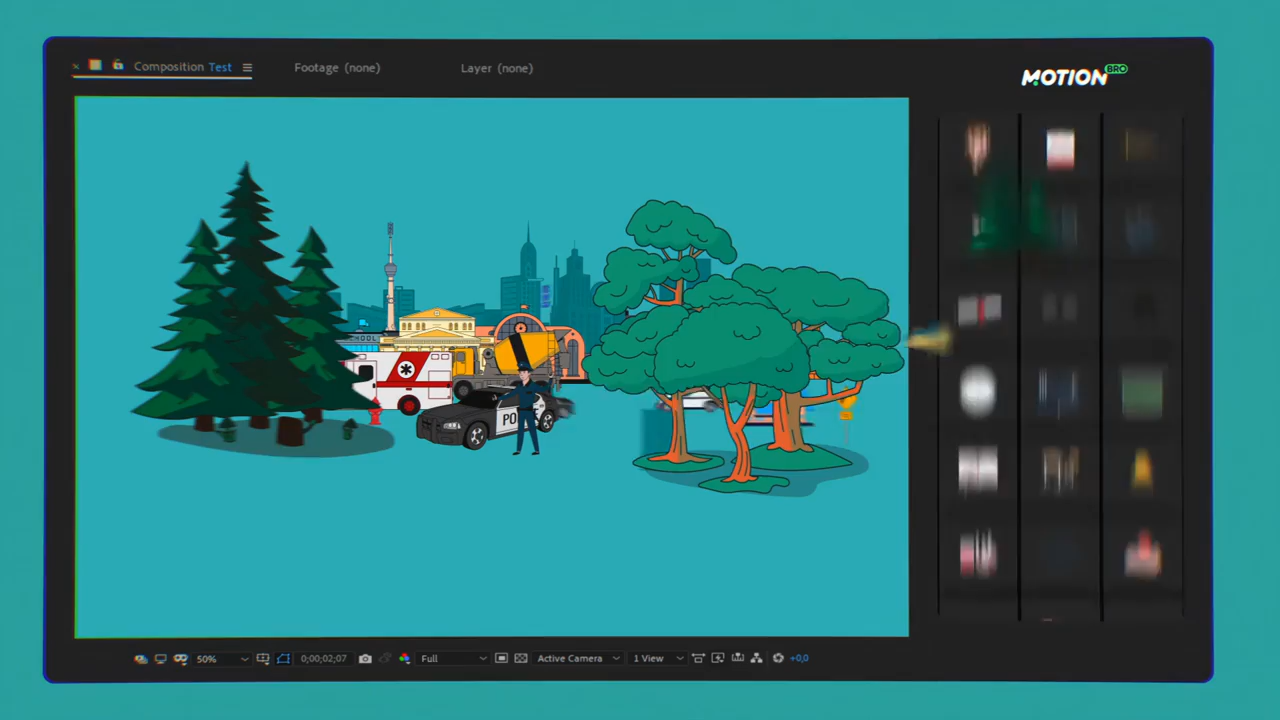 Composition Test
Footage (none)
Layer (none)
MOTION BRO
PO
50%
0;00;02;07
Full
Active Camera
1 View
+0,0